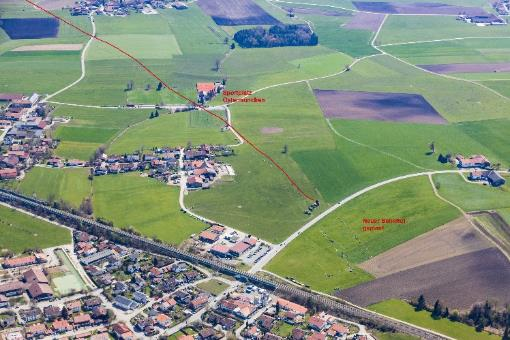 Sportplatz
Ostermünchen
Neuer Bahnhof
geplant